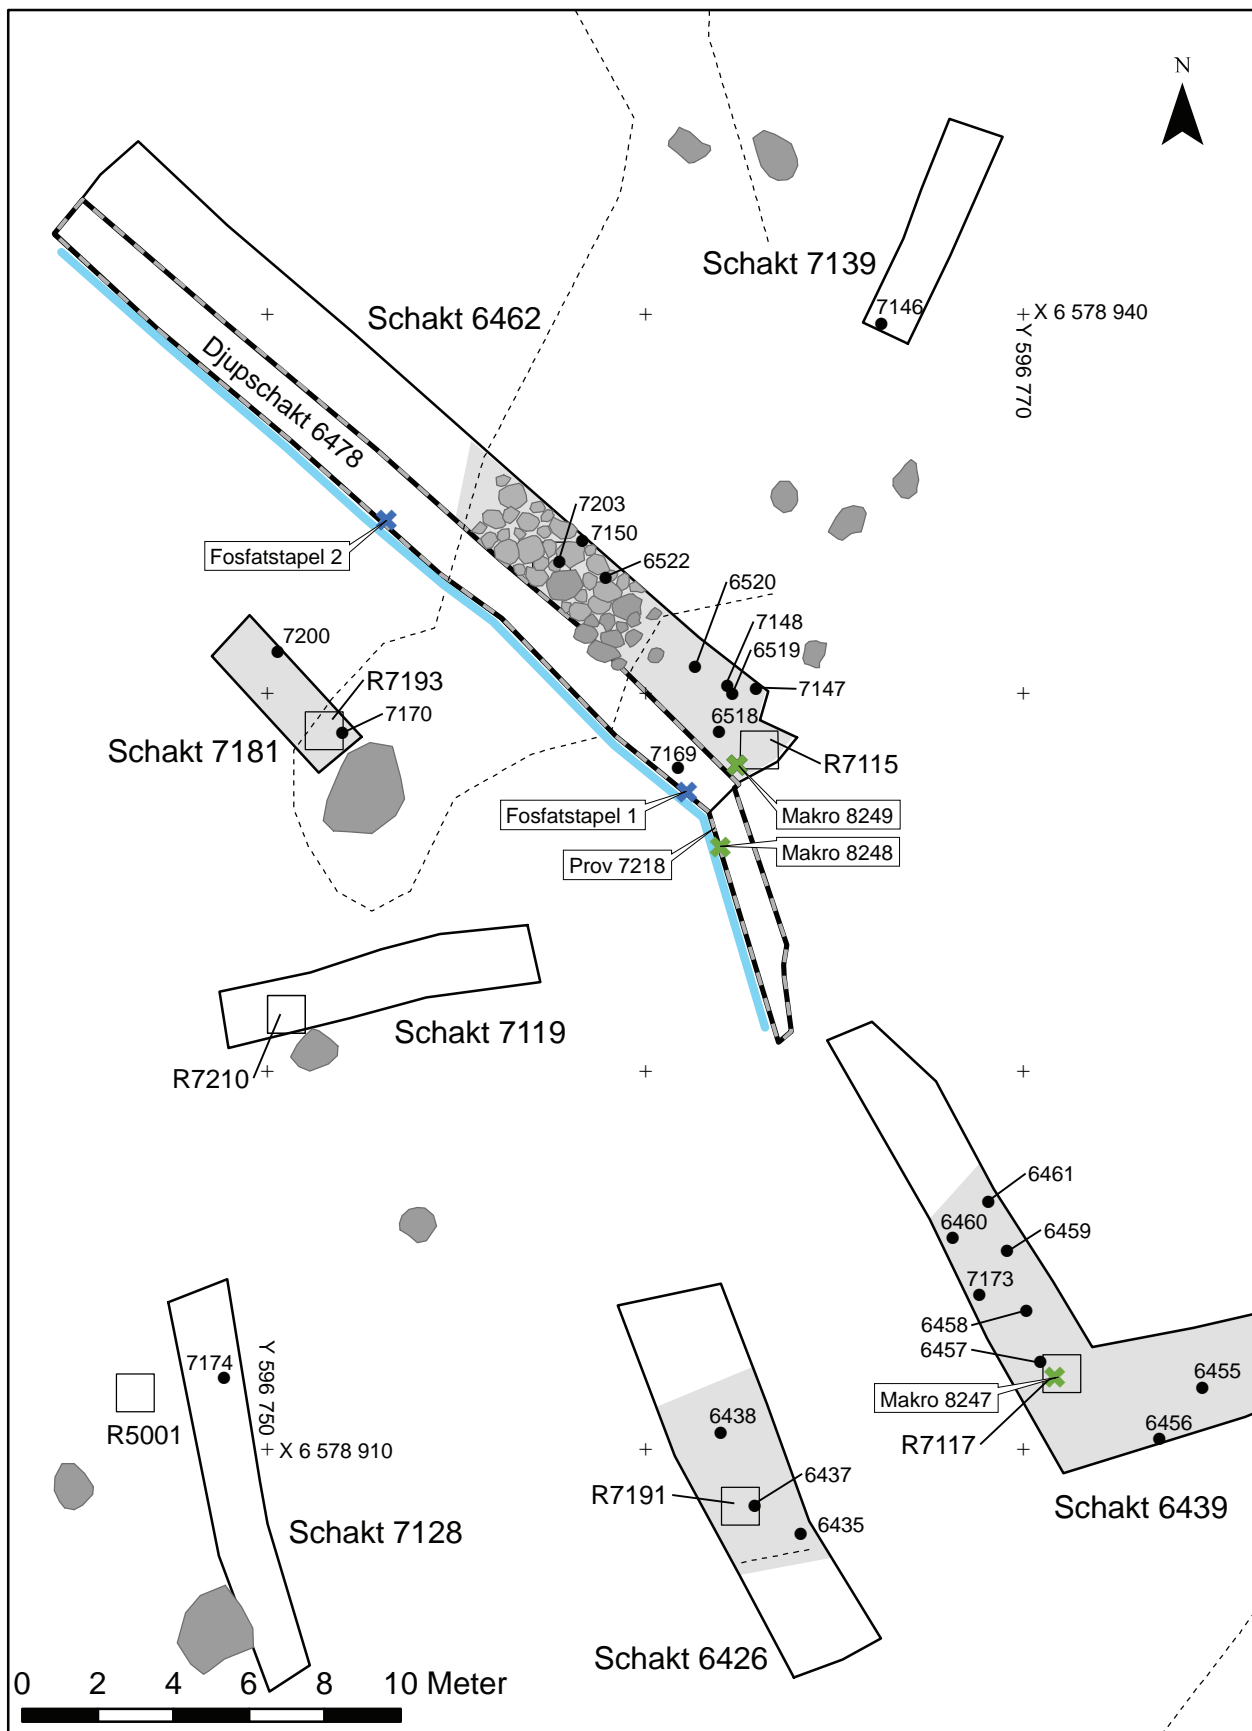 N
Schakt 7139
7146
X 6 578 940
Y 596 770
Schakt 6462
Djupschakt 6478
7203
7150
6522
Fosfatstapel 2
6520
7148
6519
7147
7200
R7193
7170
6518
Schakt 7181
7169
R7115
Fosfatstapel 1
Makro 8249
Prov 7218
Makro 8248
Schakt 7119
R7210
6461
6460
6459
7173
6458
6457
7174
Y 596 750
6455
Makro 8247
R5001
6438
6456
X 6 578 910
R7117
6437
R7191
Schakt 6439
6435
Schakt 7128
Schakt 6426
0 2 4 6 8 10 Meter